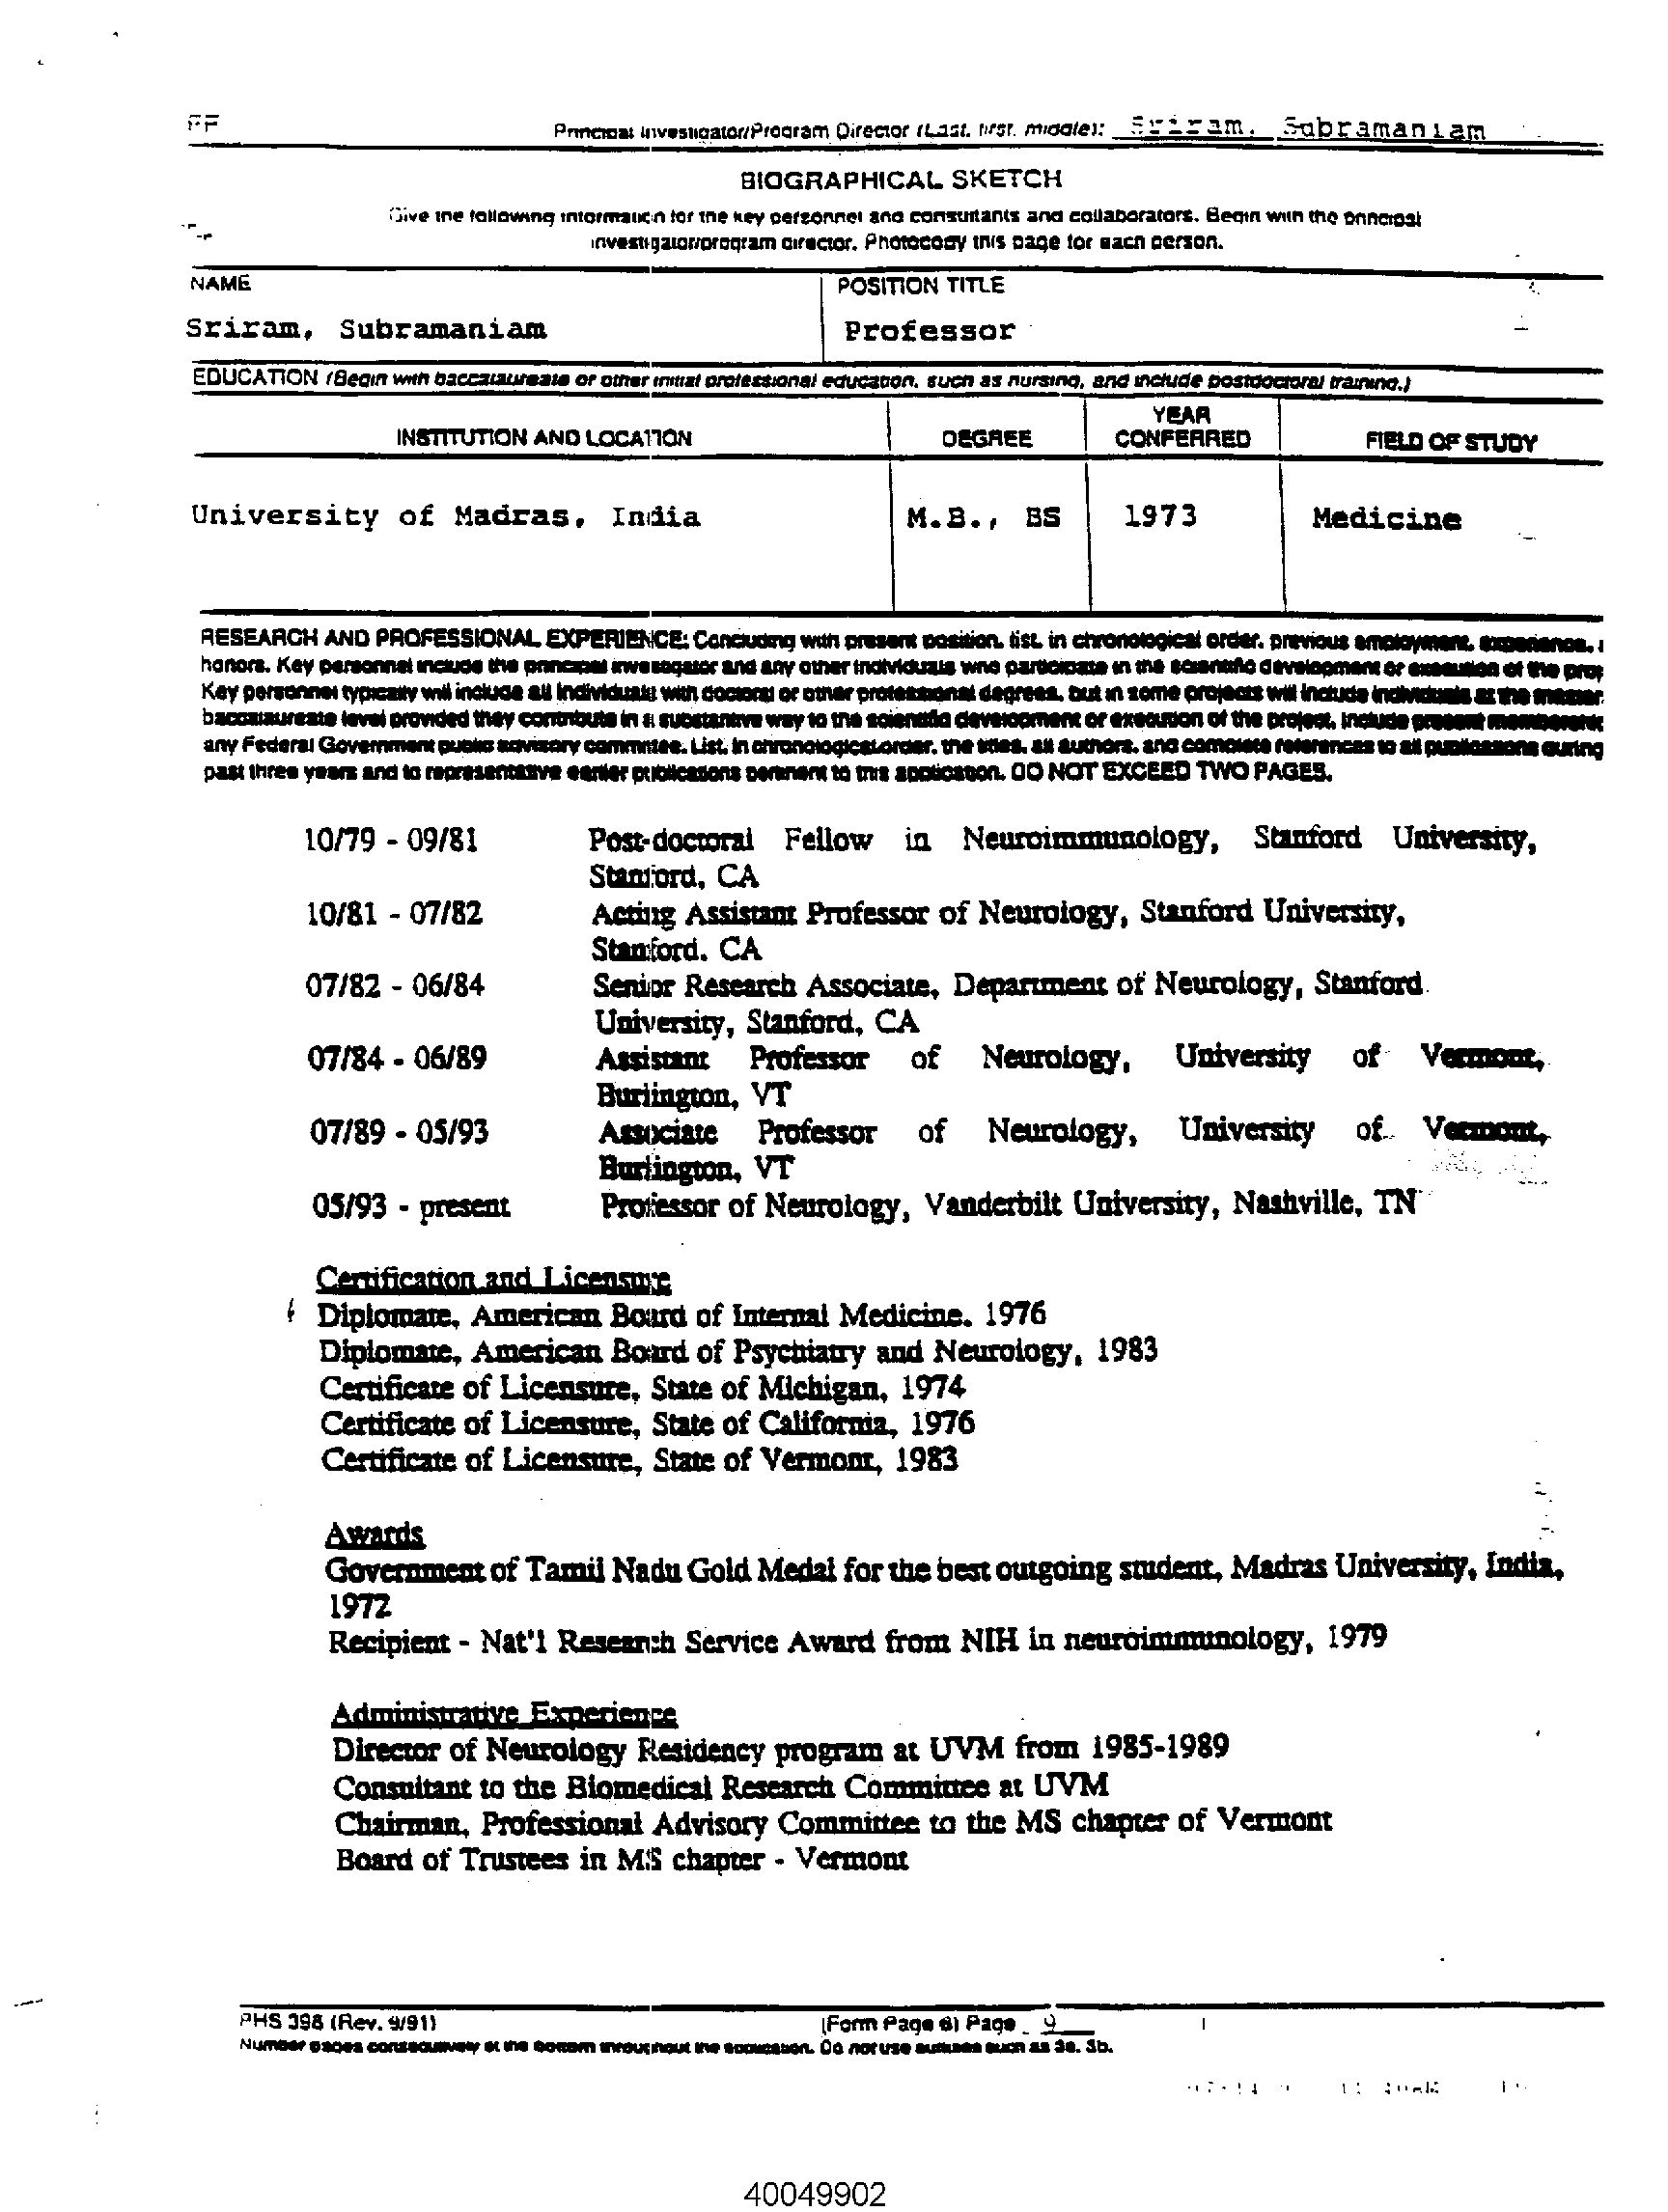 FF Principal Investigator/Program Director (Last, first, middle): Sriram, Subramaniam
BIOGRAPHICAL SKETCH
Give the following information for the key personnel and consultants and collaborators. Begin with the principal
investigator/program director. Photocopy this page for each person.
NAME POSITION TITLE
Sriram, Subramaniam Professor
EDUCATION (Begin with baccalaureate or other initial professional education, such as nursing, and include postdoctoral training.)
INSTITUTION AND LOCATION DEGREE YEAR CONFERRED FIELD OF STUDY
University of Madras, India M.B., BS 1973 Medicine
RESEARCH AND PROFESSIONAL EXPERIENCE: Concluding with present position, list, in chronological order, previous employment, experience,
honors. Key personnel include the principal investigator and any other individuals who participate in the scientific development or execution of the proj
Key personnel typically will include all individuals with doctoral or other professional degrees, but in some projects will include individuals at the master
baccalaureate level provided they contribute in a substantive way to the scientific development or execution of the project. Include present
any Federal Government public advisory committee. List, in chronological order, the titles, all authors, and complete references to all publications during
past three years and to representative earlier publications pertinent to this application. DO NOT EXCEED TWO PAGES.
10/79 - 09/81 Post-doctoral Fellow in Neuroimmunology, Stanford University,
Stanford, CA
10/81 - 07/82 Acting Assistant Professor of Neurology, Stanford University,
Stanford, CA
07/82 - 06/84 Senior Research Associate, Department of Neurology, Stanford
University, Stanford, CA
07/84 - 06/89 Assistant Professor of Neurology, University of Vermont,
Burlington, VT
07/89 - 05/93 Associate Professor of Neurology, University of Vermont,
Burlington, VT
05/93 - present Professor of Neurology, Vanderbilt University, Nashville, TN
Certification and Licensure
Diplomate, American Board of Internal Medicine. 1976
Diplomate, American Board of Psychiatry and Neurology, 1983
Certificate of Licensure, State of Michigan, 1974
Certificate of Licensure, State of California, 1976
Certificate of Licensure, State of Vermont, 1983
Awards
Government of Tamil Nadu Gold Medal for the best outgoing student, Madras University, India,
1972
Recipient - Nat'l Research Service Award from NIH in neuroimmunology, 1979
Administrative Experience
Director of Neurology Residency program at UVM from 1985-1989
Consultant to the Biomedical Research Committee at UVM
Chairman, Professional Advisory Committee to the MS chapter of Vermont
Board of Trustees in MS chapter - Vermont
PHS 398 (Rev. 9/91) (Form Page 6) Page 9
Number pages consecutively at the bottom throughout the application. Do not use suffixes such as 3a, 3b.
40049902